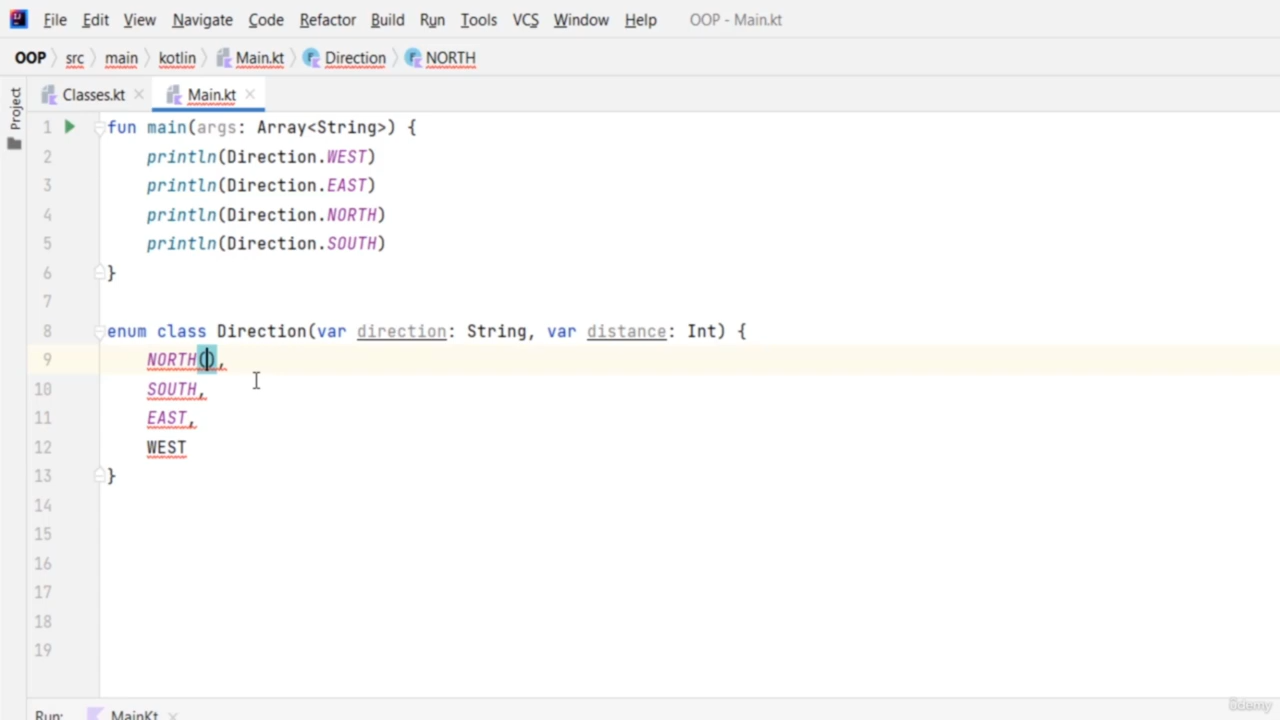 File Edit View Navigate Code Refactor Build Run Tools VCS Window Help OOP - Main.kt
OOP src main kotlin Main.kt Direction NORTH
Project
Classes.kt Main.kt
1 fun main(args: Array<String>) {
2 println(Direction.WEST)
3 println(Direction.EAST)
4 println(Direction.NORTH)
5 println(Direction.SOUTH)
6 }
7
8 enum class Direction(var direction: String, var distance: Int) {
9 NORTH(),
10 SOUTH,
11 EAST,
12 WEST
13 }
14
15
16
17
18
19
Run: MainKt
udemy